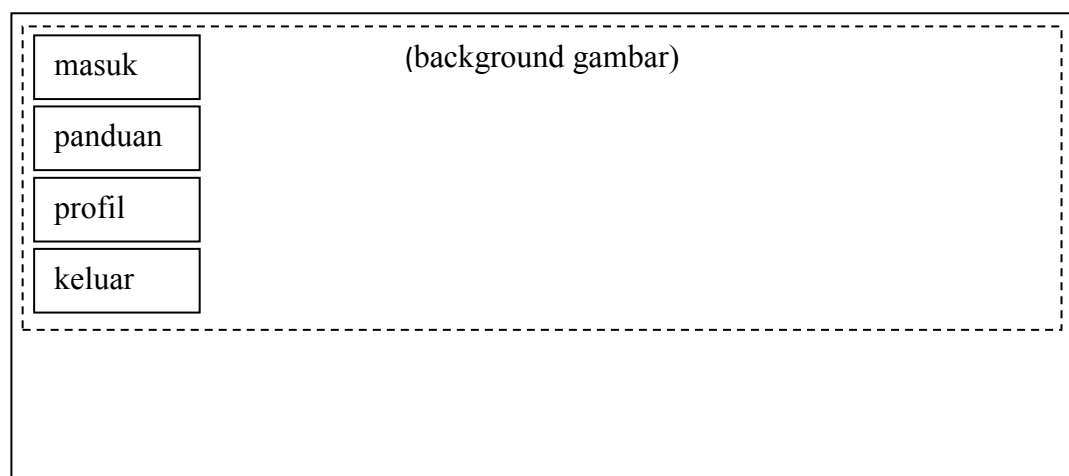 masuk
(background gambar)
panduan
profil
keluar